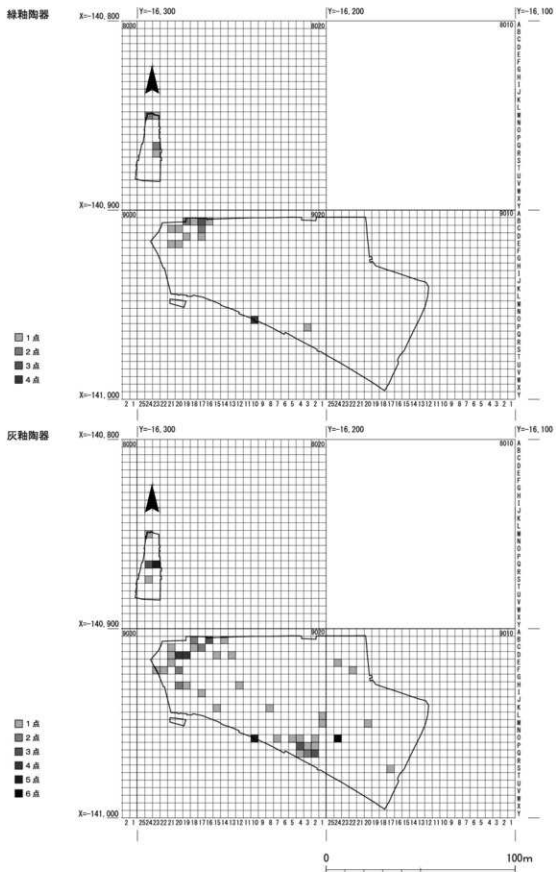 緑釉陶器
Y=-16,300 Y=-16,200 Y=-16,100
X=-140,800
8030 8020 8010
A
B
C
D
E
F
G
H
I
J
K
L
M
N
O
P
Q
R
S
T
U
V
W
X
Y
X=-140,900
9030 9020 9010
A
B
C
D
E
F
G
H
I
J
K
L
M
N
O
P
Q
R
S
T
U
V
W
X
Y
1点
2点
3点
4点
X=-141,000
2 1 25 24 23 22 21 20 19 18 17 16 15 14 13 12 11 10 9 8 7 6 5 4 3 2 1 25 24 23 22 21 20 19 18 17 16 15 14 13 12 11 10 9 8 7 6 5 4 3 2 1
灰釉陶器
Y=-16,300 Y=-16,200 Y=-16,100
X=-140,800
8030 8020 8010
A
B
C
D
E
F
G
H
I
J
K
L
M
N
O
P
Q
R
S
T
U
V
W
X
Y
X=-140,900
9030 9020 9010
A
B
C
D
E
F
G
H
I
J
K
L
M
N
O
P
Q
R
S
T
U
V
W
X
Y
1点
2点
3点
4点
5点
6点
X=-141,000
2 1 25 24 23 22 21 20 19 18 17 16 15 14 13 12 11 10 9 8 7 6 5 4 3 2 1 25 24 23 22 21 20 19 18 17 16 15 14 13 12 11 10 9 8 7 6 5 4 3 2 1
0 100m